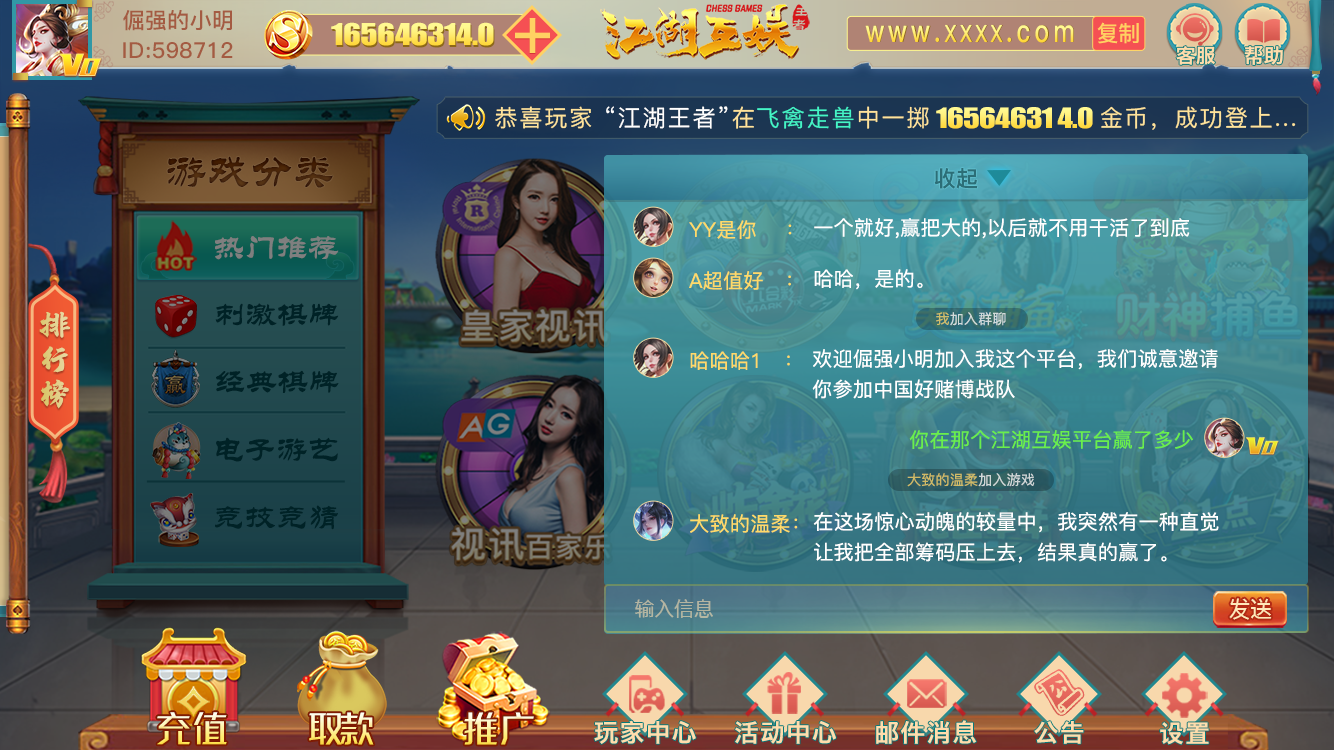 倔强的小明
ID:598712
V0
S
165646314.0
CHESS GAMES
江湖互娱
王者
www.xxxx.com
复制
客服
帮助
恭喜玩家“江湖王者”在飞禽走兽中一掷 165646314.0 金币，成功登上...
游戏分类
HOT
热门推荐
刺激棋牌
赢
经典棋牌
电子游艺
竞技竞猜
排行榜
R
皇家视讯
AG
视讯百家乐
收起
YY是你 ： 一个就好,赢把大的,以后就不用干活了到底
A超值好 ： 哈哈，是的。
我加入群聊
财神捕鱼
哈哈哈1 ： 欢迎倔强小明加入我这个平台，我们诚意邀请
你参加中国好赌博战队
你在那个江湖互娱平台赢了多少
V0
大致的温柔加入游戏
大致的温柔： 在这场惊心动魄的较量中，我突然有一种直觉
让我把全部筹码压上去，结果真的赢了。
输入信息
发送
充值
取款
推广
玩家中心
活动中心
邮件消息
公告
设置